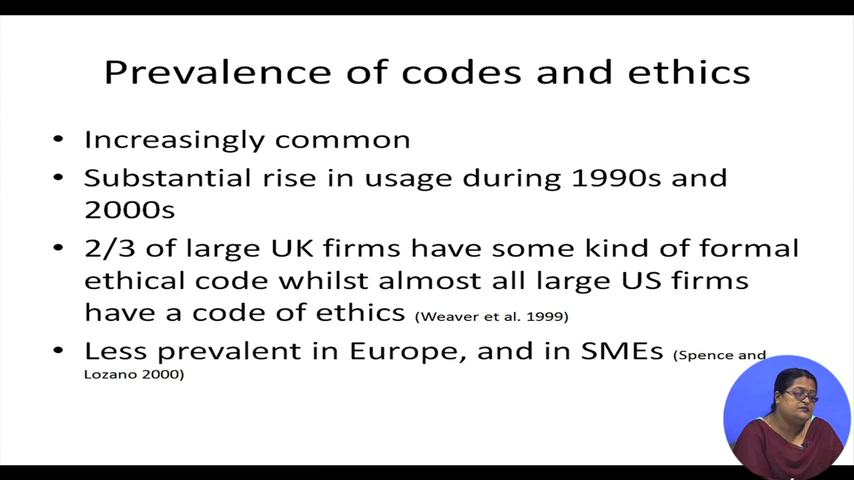 Prevalence of codes and ethics
• Increasingly common
• Substantial rise in usage during 1990s and
2000s
• 2/3 of large UK firms have some kind of formal
ethical code whilst almost all large US firms
have a code of ethics (Weaver et al. 1999)
• Less prevalent in Europe, and in SMEs (Spence and
Lozano 2000)